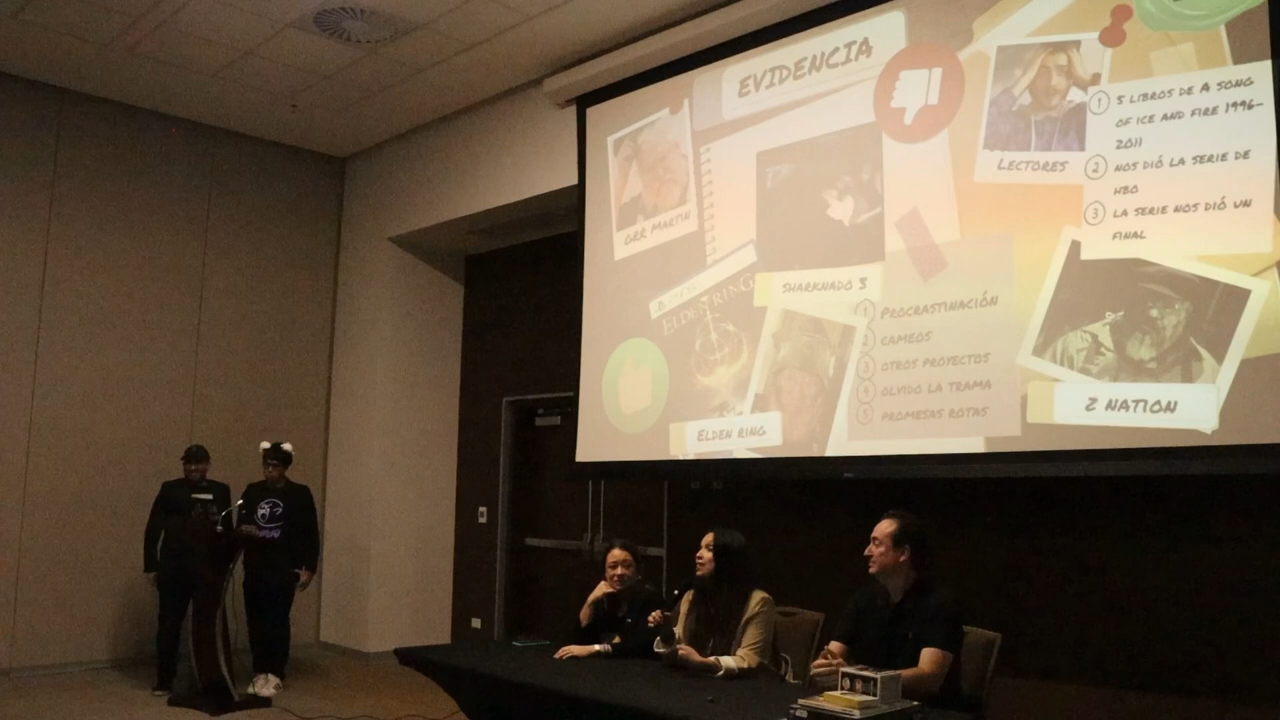 EVIDENCIA
GRR MARTIN
SHARKNADO 3
ELDEN RING
ELDEN RING
1 PROCRASTINACIÓN
2 CAMEOS
3 OTROS PROYECTOS
4 OLVIDO LA TRAMA
5 PROMESAS ROTAS
LECTORES
1 5 LIBROS DE A SONG
OF ICE AND FIRE 1996-
2011
2 NOS DIÓ LA SERIE DE
HBO
3 LA SERIE NOS DIÓ UN
FINAL
Z NATION